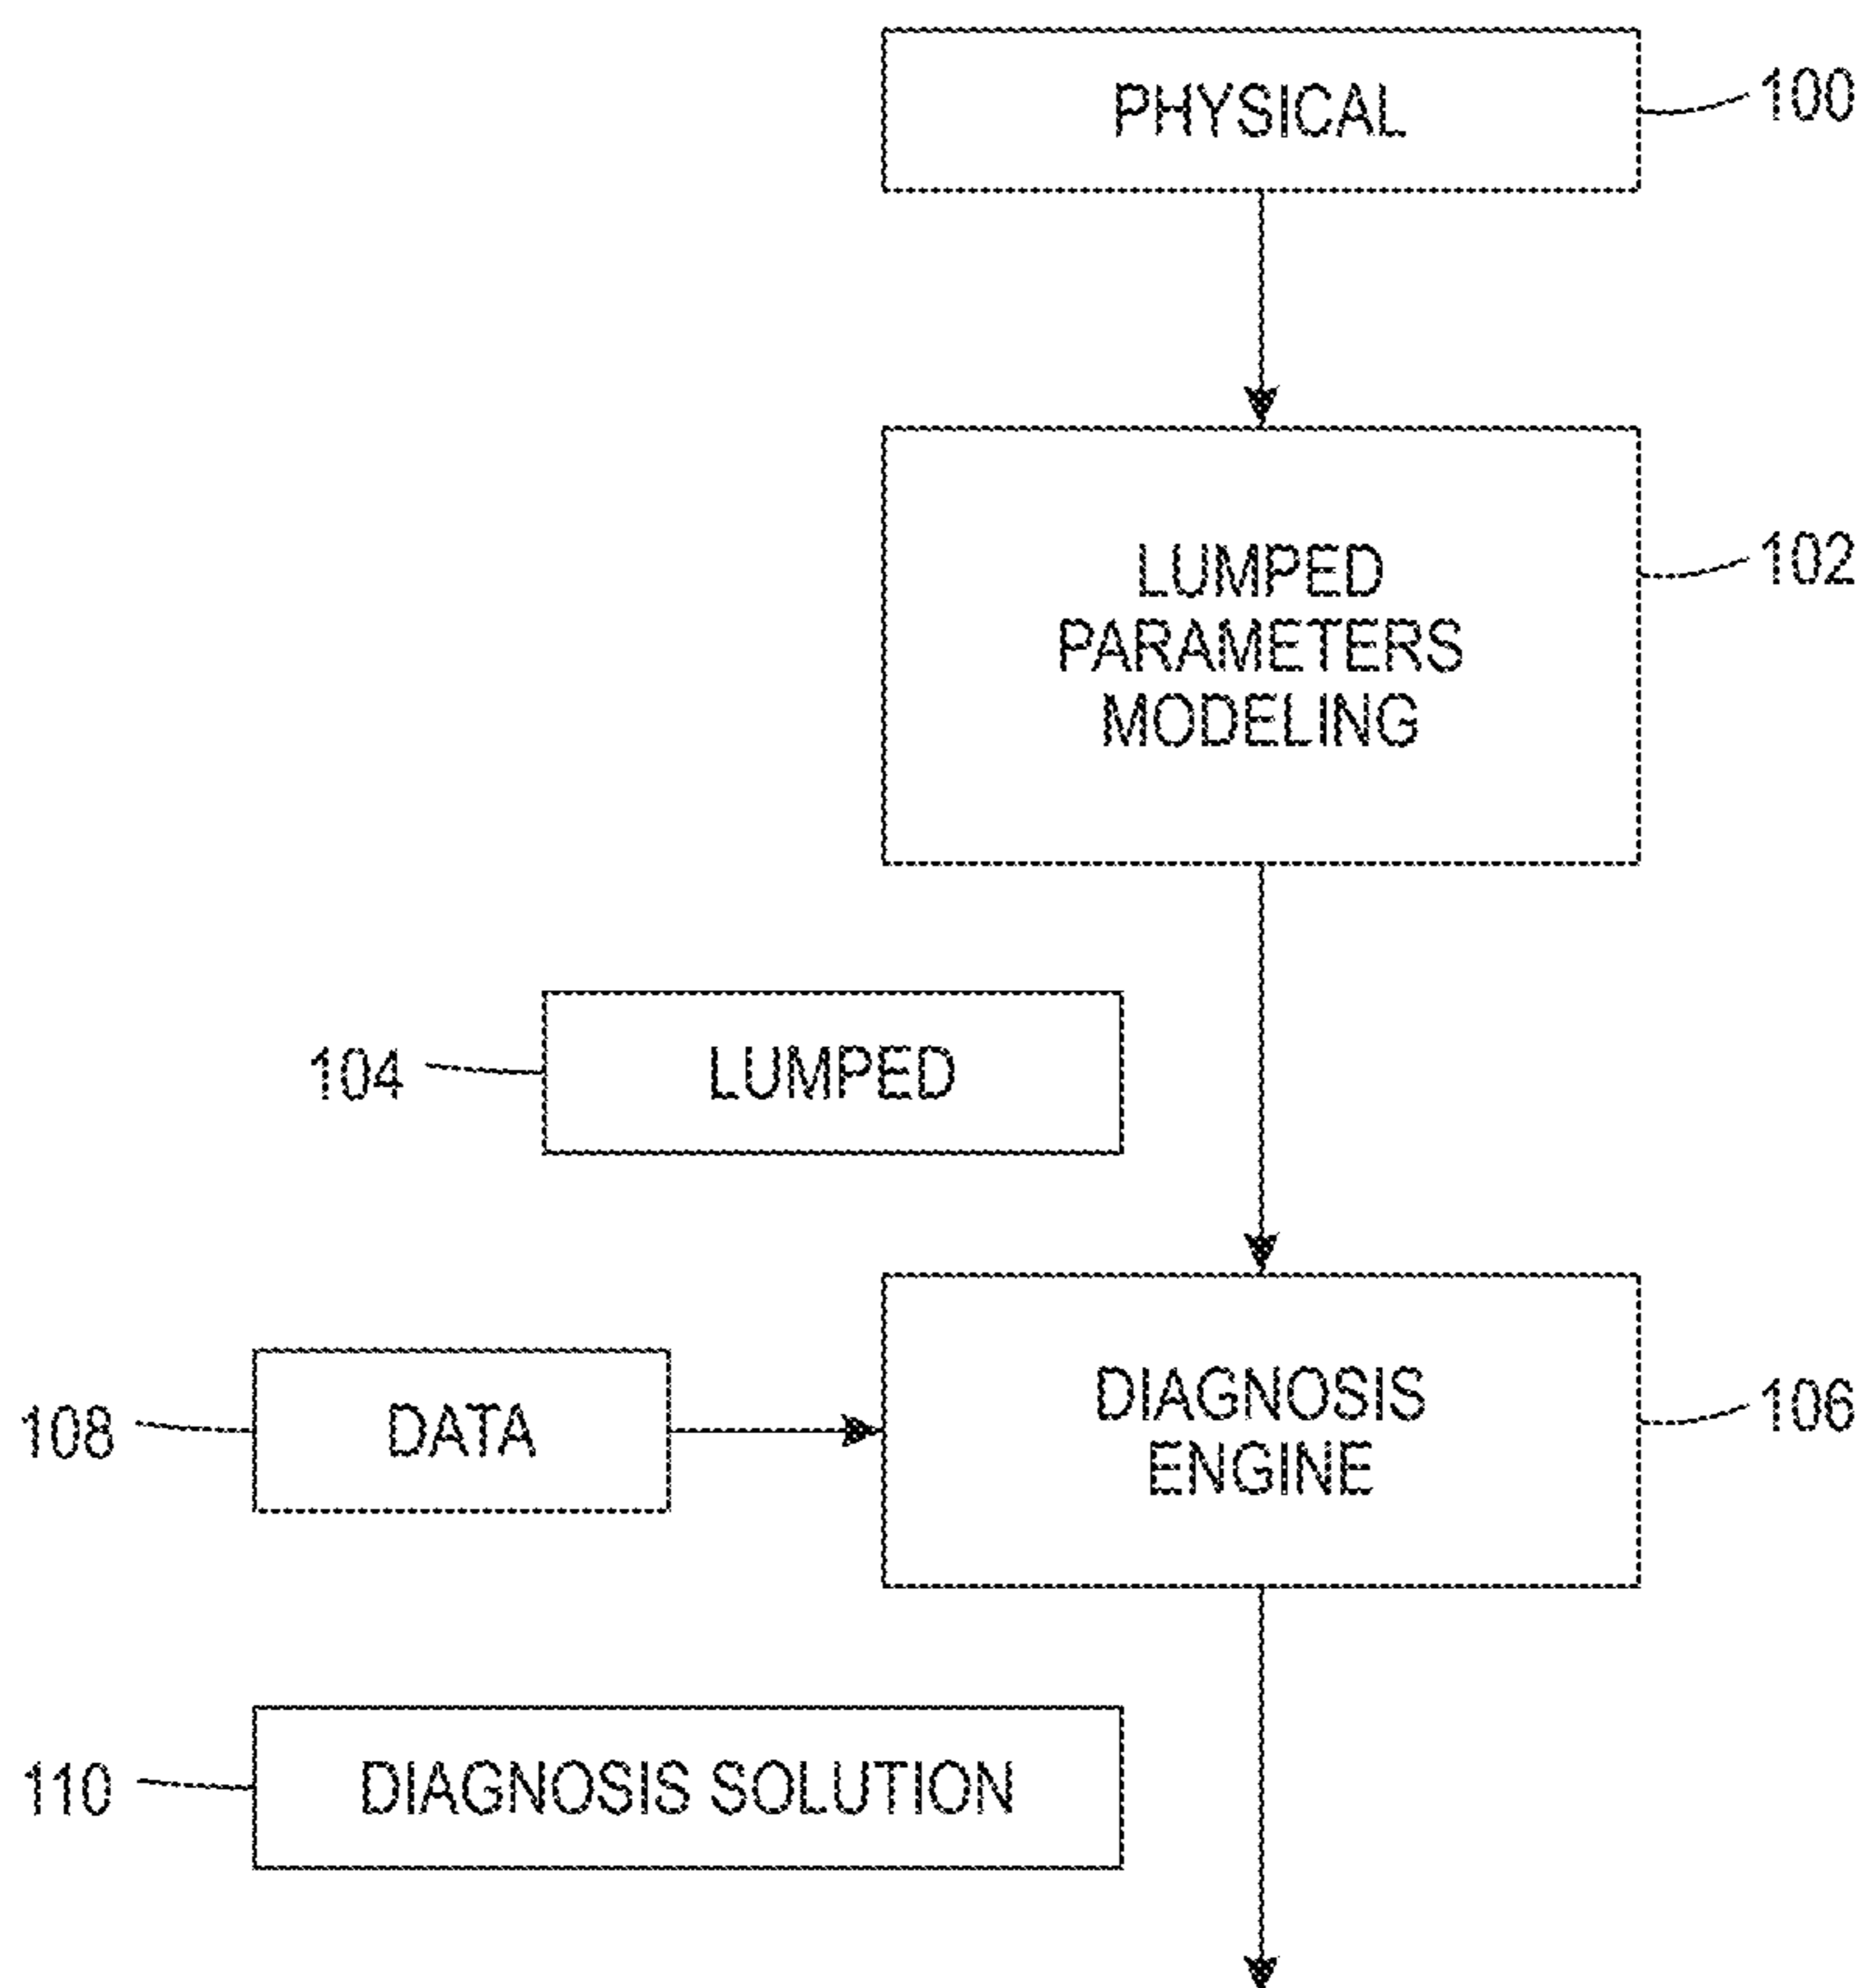 PHYSICAL
100
LUMPED
PARAMETERS
MODELING
102
104
LUMPED
108
DATA
DIAGNOSIS
ENGINE
106
110
DIAGNOSIS SOLUTION